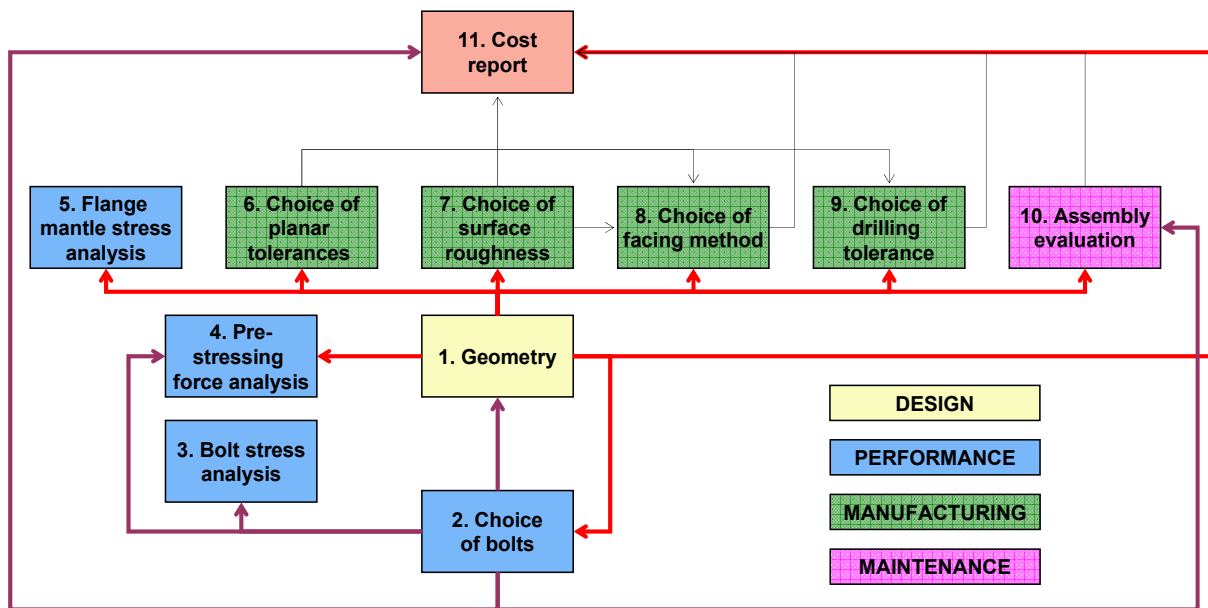 11. Cost
report
5. Flange
mantle stress
analysis
6. Choice of
planar
tolerances
7. Choice of
surface
roughness
8. Choice of
facing method
9. Choice of
drilling
tolerance
10. Assembly
evaluation
4. Pre-
stressing
force analysis
1. Geometry
3. Bolt stress
analysis
2. Choice
of bolts
DESIGN
PERFORMANCE
MANUFACTURING
MAINTENANCE